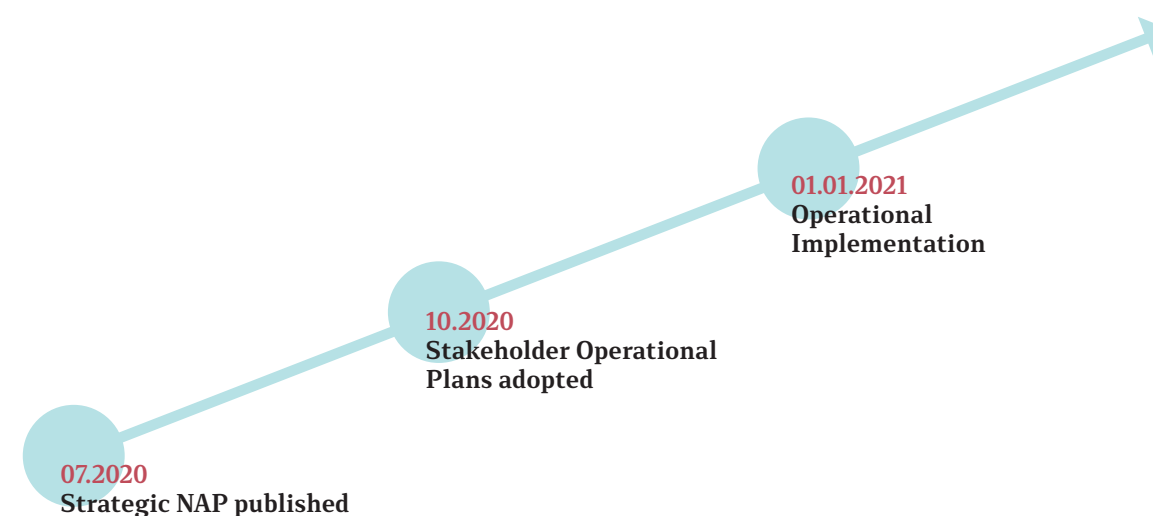 01.01.2021
Operational
Implementation
10.2020
Stakeholder Operational
Plans adopted
07.2020
Strategic NAP published